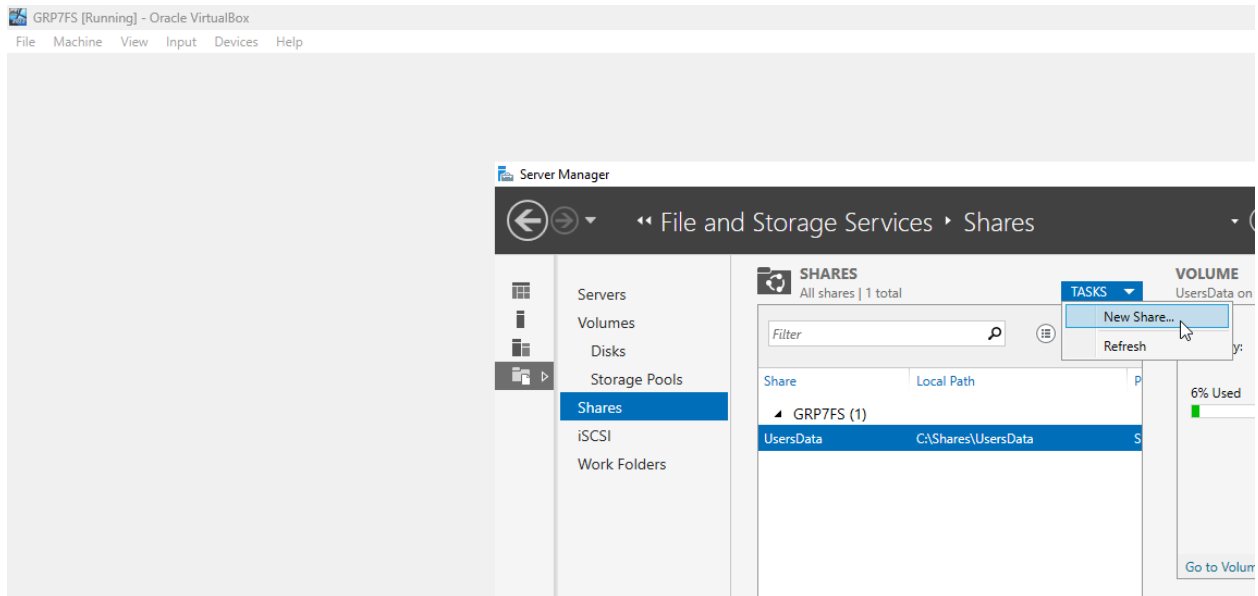 GRP7FS [Running] - Oracle VirtualBox
File Machine View Input Devices Help
Server Manager
File and Storage Services Shares
Servers
Volumes
Disks
Storage Pools
Shares
iSCSI
Work Folders
SHARES
All shares | 1 total
TASKS
New Share...
Refresh
Filter
Share Local Path P
GRP7FS (1)
UsersData C:\Shares\UsersData S
VOLUME
UsersData on
y:
6% Used
Go to Volum